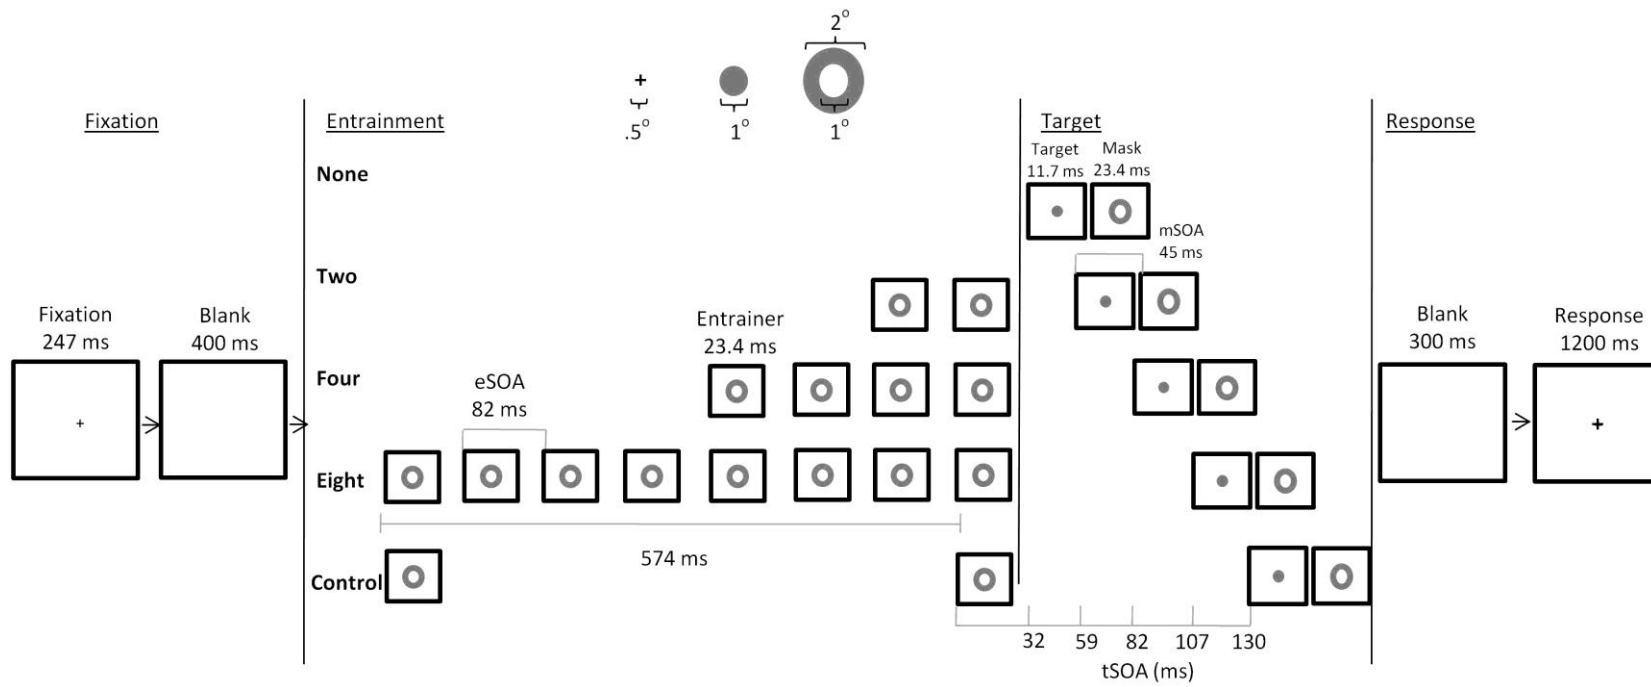 2°
.5°
1°
1°
Fixation
Entrainment
Target
Response
None
Target
11.7 ms
Mask
23.4 ms
mSOA
45 ms
Two
Fixation
247 ms
Blank
400 ms
Entrainer
23.4 ms
Blank
300 ms
Response
1200 ms
Four
eSOA
82 ms
Eight
574 ms
Control
32 59 82 107 130
tSOA (ms)